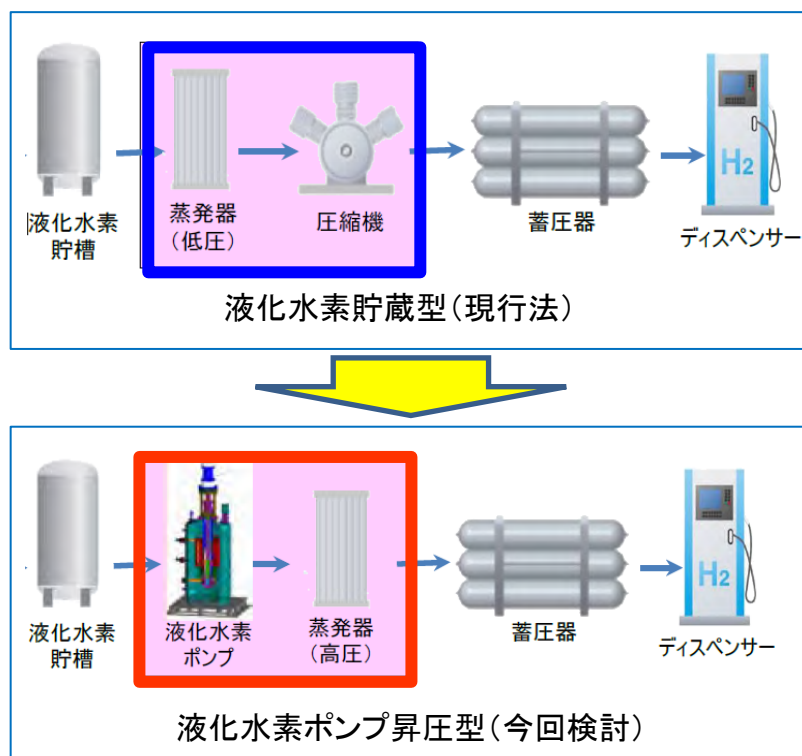 液化水素
貯槽
蒸発器
(低圧)
圧縮機
蓄圧器
H2
ディスペンサー
液化水素貯蔵型(現行法)
液化水素
貯槽
液化水素
ポンプ
蒸発器
(高圧)
蓄圧器
H2
ディスペンサー
液化水素ポンプ昇圧型(今回検討)